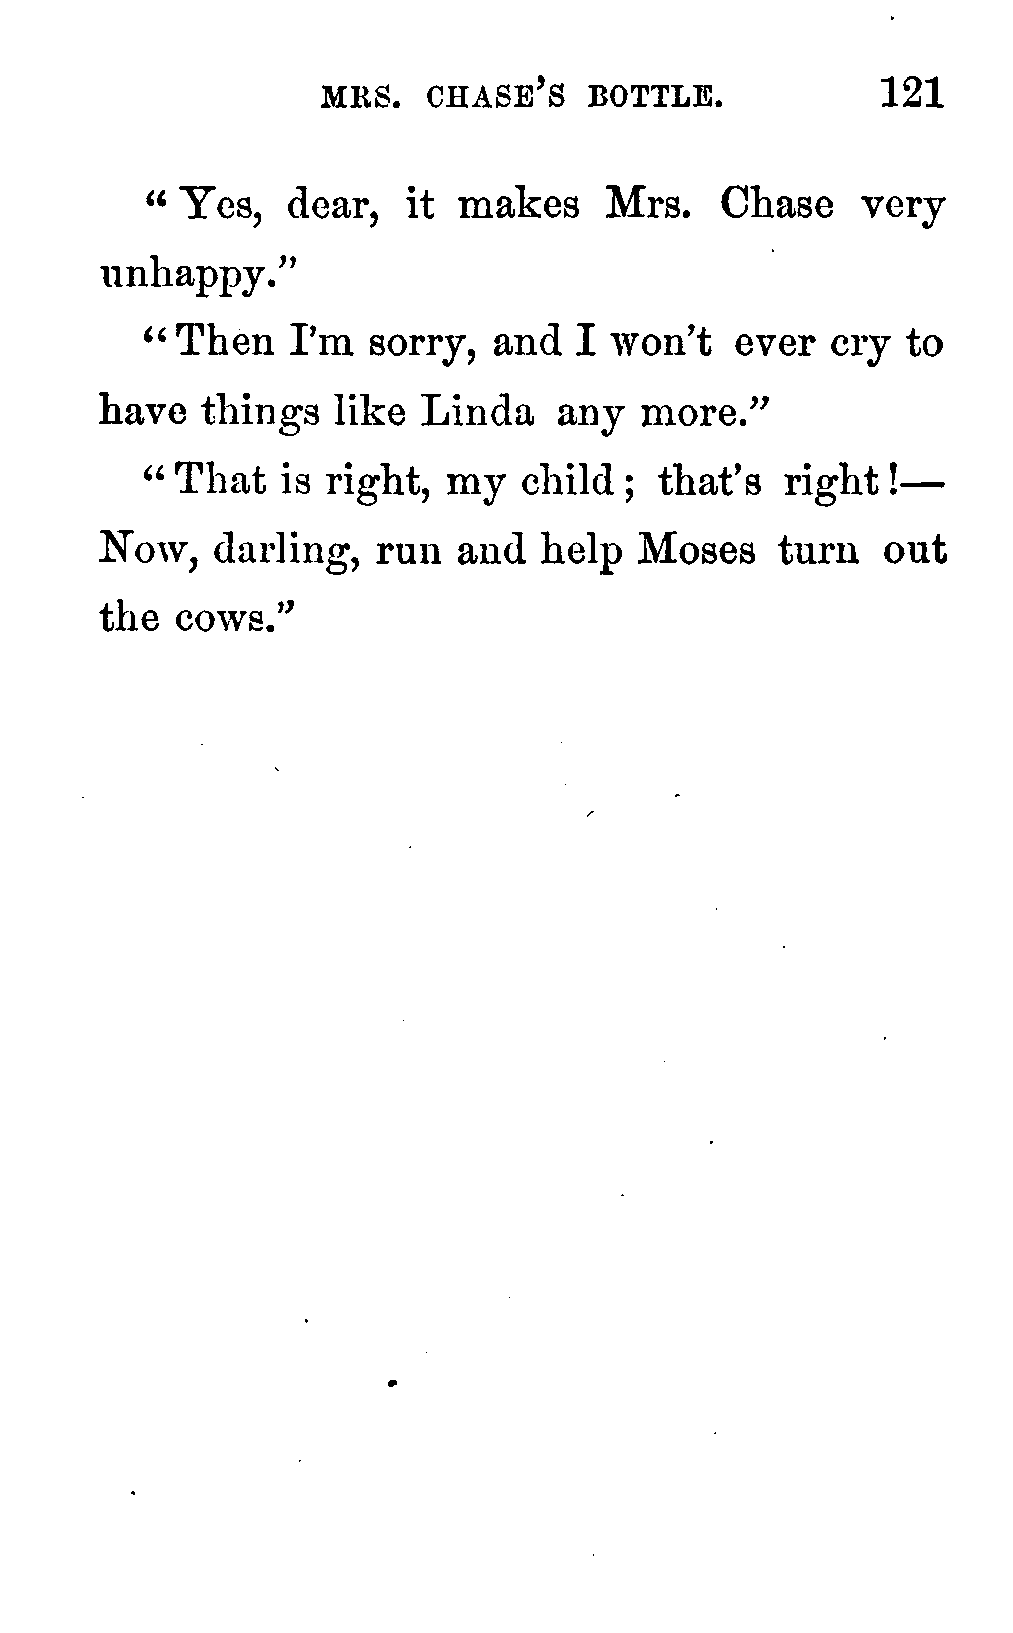 MRS. CHASE'S BOTTLE. 121
"Yes, dear, it makes Mrs. Chase very
unhappy."
"Then I'm sorry, and I won't ever cry to
have things like Linda any more."
"That is right, my child; that's right!—
Now, darling, run and help Moses turn out
the cows."